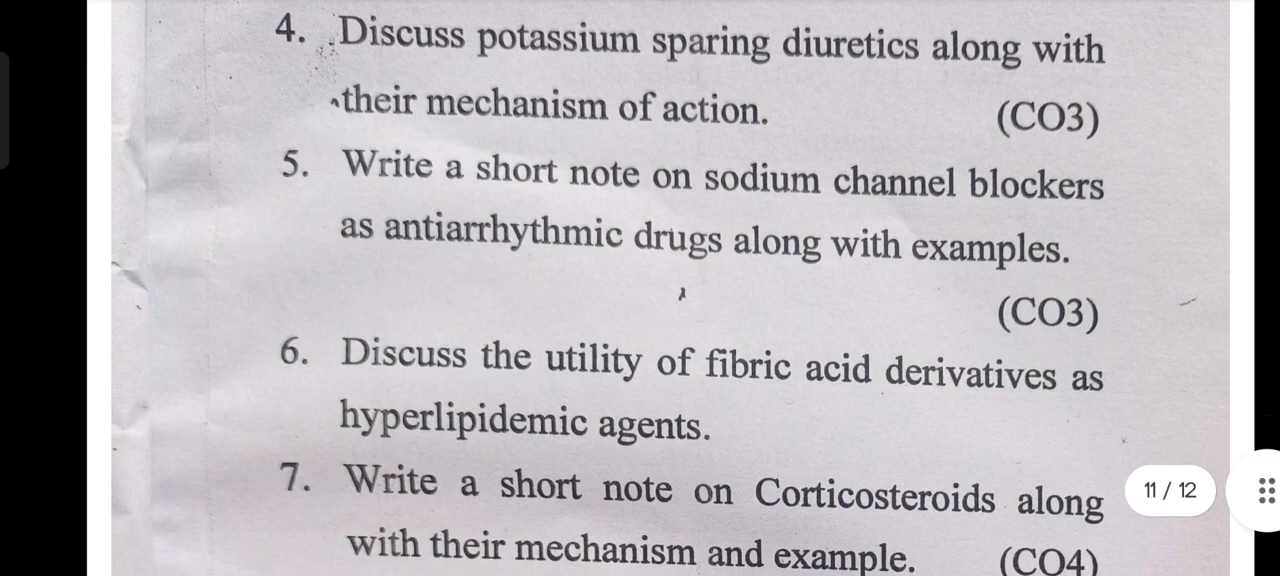 4. Discuss potassium sparing diuretics along with
their mechanism of action. (CO3)
5. Write a short note on sodium channel blockers
as antiarrhythmic drugs along with examples.
(CO3)
6. Discuss the utility of fibric acid derivatives as
hyperlipidemic agents.
7. Write a short note on Corticosteroids along
11 / 12
with their mechanism and example. (CO4)